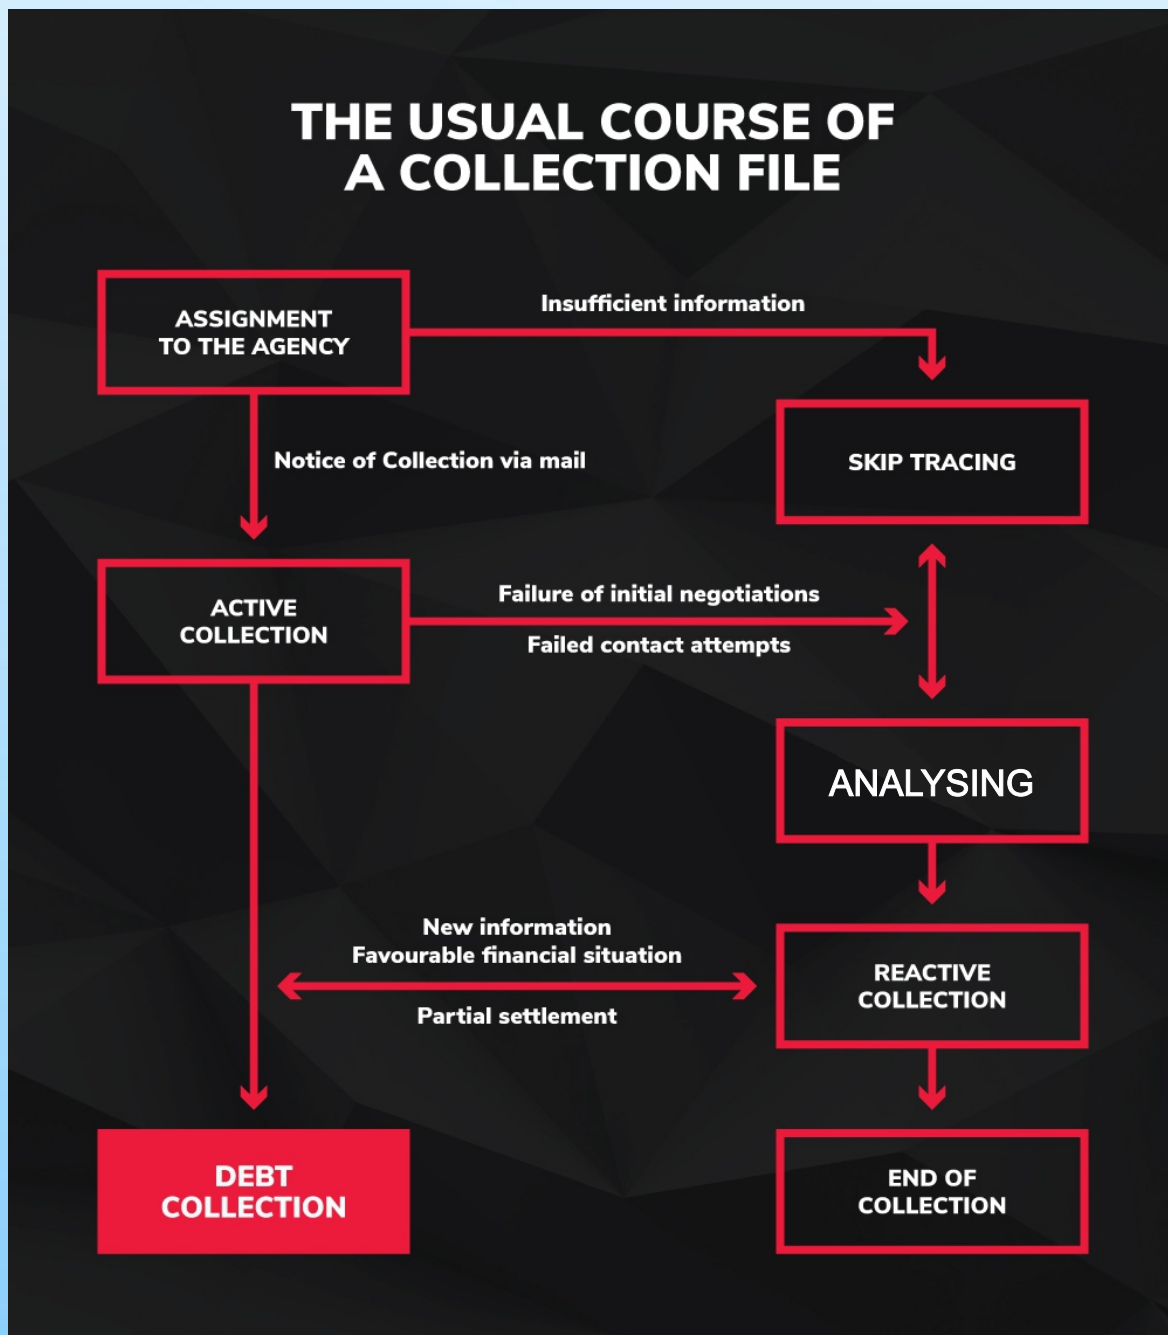 THE USUAL COURSE OF
A COLLECTION FILE
ASSIGNMENT
TO THE AGENCY
Insufficient information
Notice of Collection via mail
SKIP TRACING
ACTIVE
COLLECTION
Failure of initial negotiations
Failed contact attempts
ANALYSING
New information
Favourable financial situation
Partial settlement
REACTIVE
COLLECTION
DEBT
COLLECTION
END OF
COLLECTION